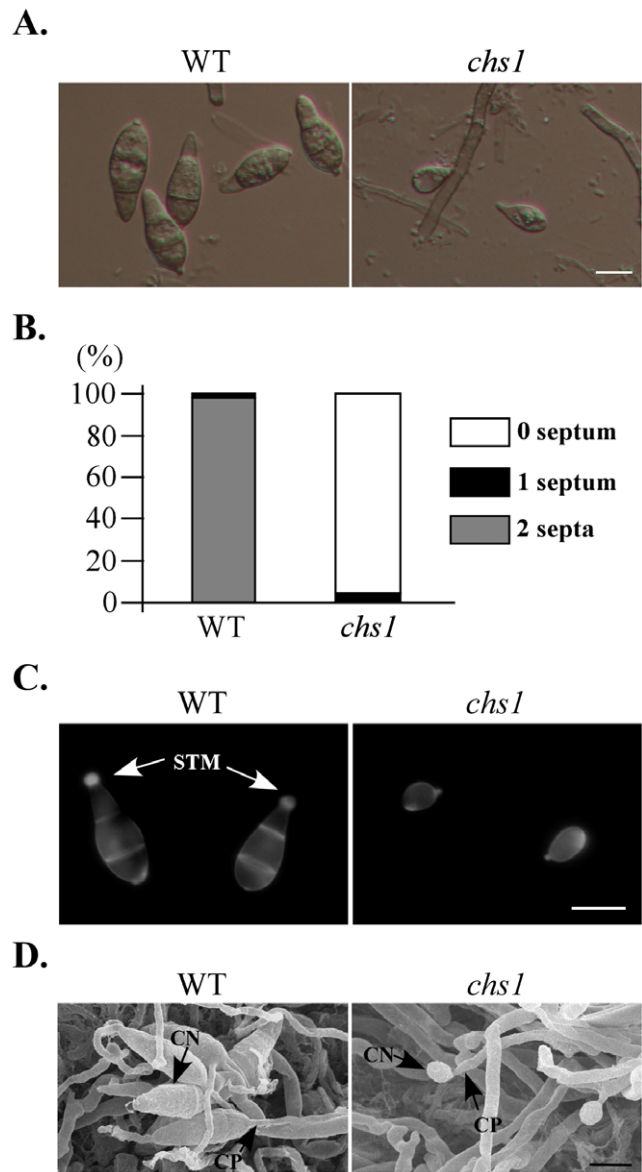 A.
WT chs1
B.
(%)
100
80
60
40
20
0
WT chs1
0 septum
1 septum
2 septa
C.
WT chs1
STM
D.
WT chs1
CN
CP
CN
CP